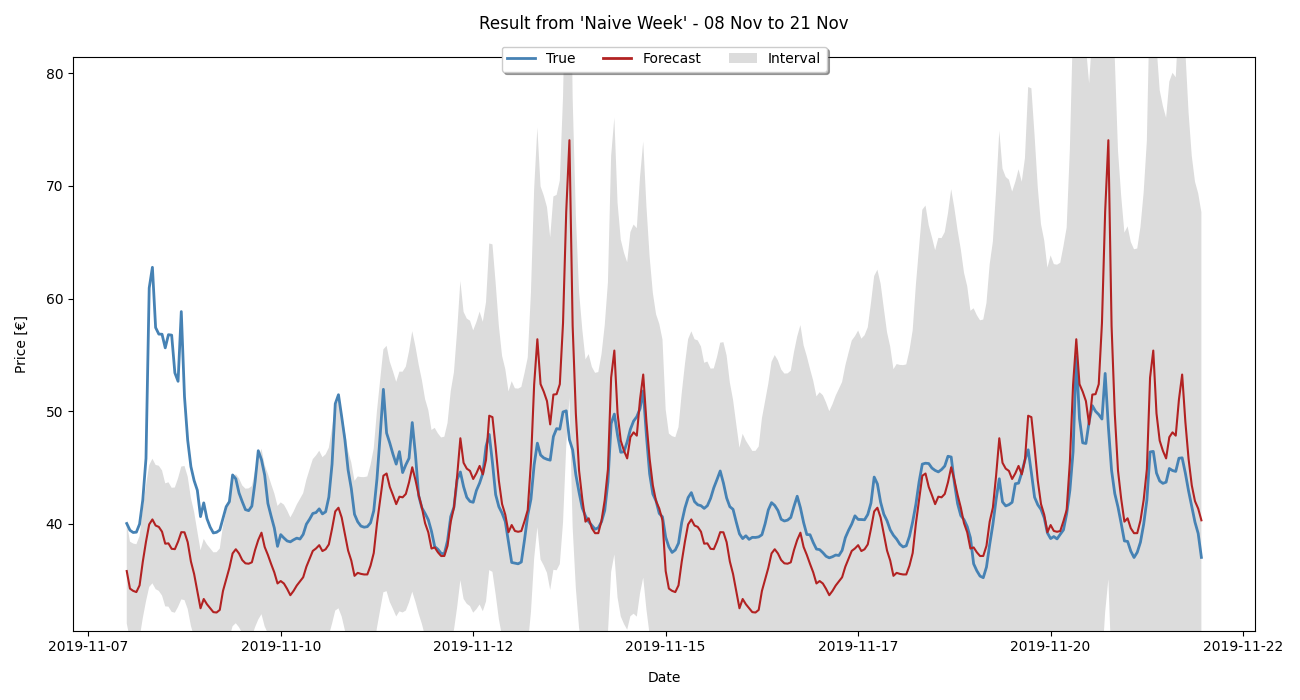 Result from 'Naive Week' - 08 Nov to 21 Nov
True Forecast Interval
80
70
60
50
40
Price [€]
2019-11-07 2019-11-10 2019-11-12 2019-11-15 2019-11-17 2019-11-20 2019-11-22
Date